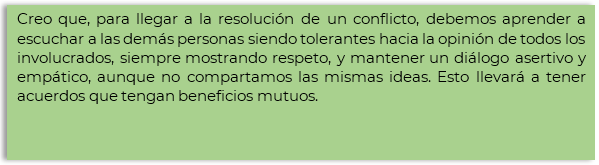 Creo que, para llegar a la resolución de un conflicto, debemos aprender a
escuchar a las demás personas siendo tolerantes hacia la opinión de todos los
involucrados, siempre mostrando respeto, y mantener un diálogo asertivo y
empático, aunque no compartamos las mismas ideas. Esto llevará a tener
acuerdos que tengan beneficios mutuos.